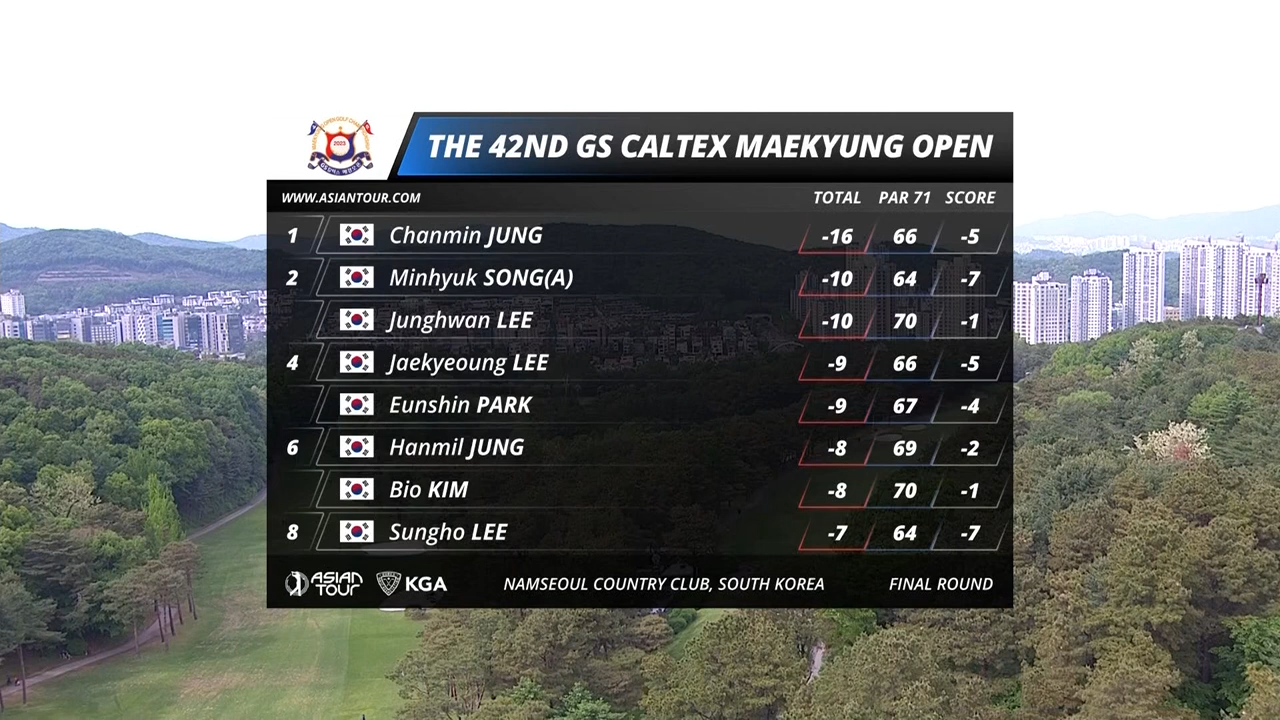 2023
THE 42ND GS CALTEX MAEKYUNG OPEN
WWW.ASIANTOUR.COM TOTAL PAR 71 SCORE
1 Chanmin JUNG -16 66 -5
2 Minhyuk SONG(A) -10 64 -7
Junghwan LEE -10 70 -1
4 Jaekyeoung LEE -9 66 -5
Eunshin PARK -9 67 -4
6 Hanmil JUNG -8 69 -2
Bio KIM -8 70 -1
8 Sungho LEE -7 64 -7
ASIAN TOUR KGA NAMSEOUL COUNTRY CLUB, SOUTH KOREA FINAL ROUND